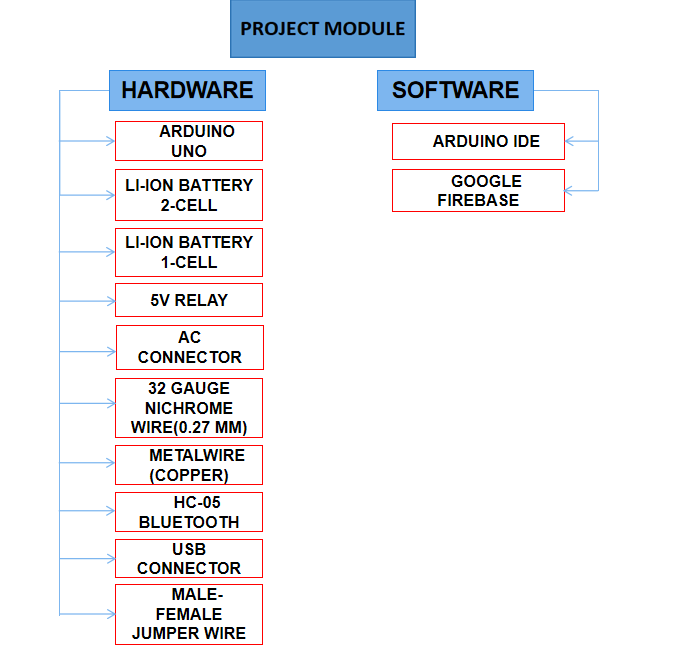 PROJECT MODULE
HARDWARE
ARDUINO
UNO
LI-ION BATTERY
2-CELL
LI-ION BATTERY
1-CELL
5V RELAY
AC
CONNECTOR
32 GAUGE
NICHROME
WIRE(0.27 MM)
METALWIRE
(COPPER)
HC-05
BLUETOOTH
USB
CONNECTOR
MALE-
FEMALE
JUMPER WIRE
SOFTWARE
ARDUINO IDE
GOOGLE
FIREBASE